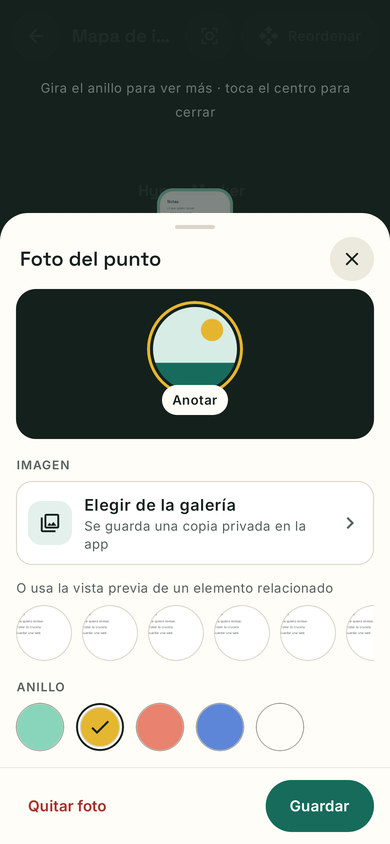 Mapa de i...
Reordenar
Gira el anillo para ver más · toca el centro para
cerrar
Notas
Foto del punto
Anotar
IMAGEN
Elegir de la galería
Se guarda una copia privada en la
app
O usa la vista previa de un elemento relacionado
ANILLO
Quitar foto
Guardar